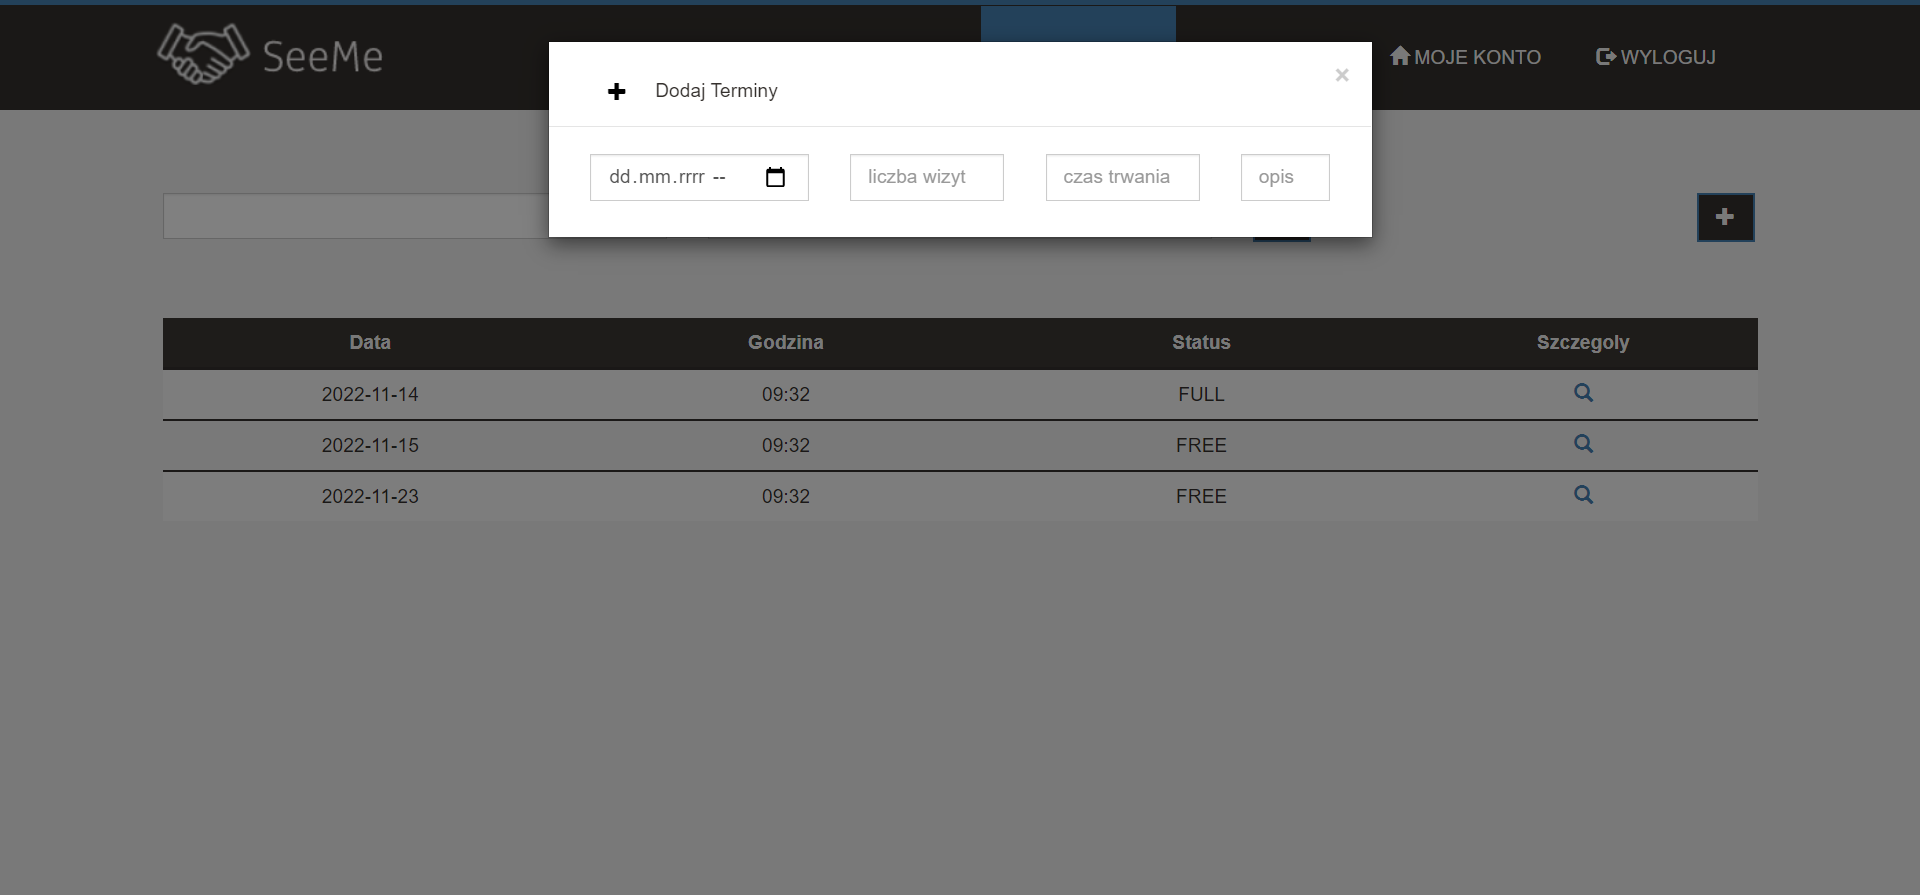 SeeMe
MOJE KONTO
WYLOGUJ
Dodaj Terminy
×
dd.mm.rrrr --
liczba wizyt
czas trwania
opis
Data Godzina Status Szczegoly
2022-11-14 09:32 FULL
2022-11-15 09:32 FREE
2022-11-23 09:32 FREE